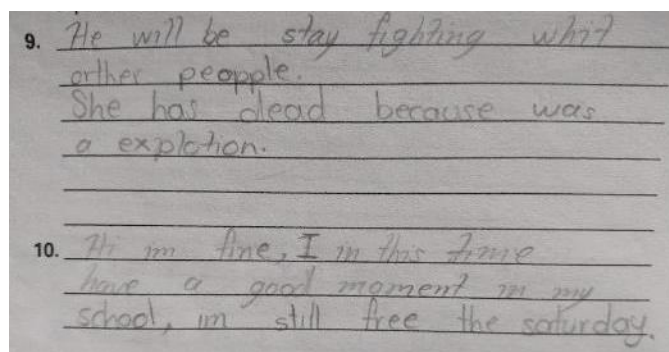 9. He will be stay fighting whit
orther peopple.
She has dead because was
a explotion.
10. Hi im fine, I in this time
have a good moment in my
school, im still free the saturday.